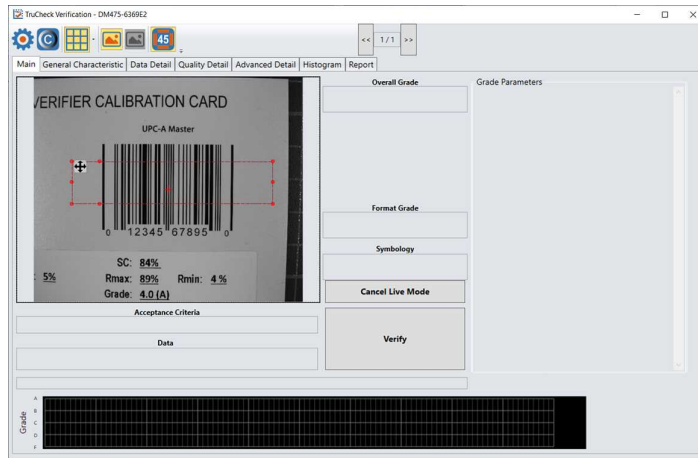 TruCheck Verification - DM475-6369E2
45
<< 1/1 >>
Main General Characteristic Data Detail Quality Detail Advanced Detail Histogram Report
VERIFIER CALIBRATION CARD
UPC-A Master
0 12345 67895 0
SC: 84%
: 5% Rmax: 89% Rmin: 4%
Grade: 4.0 (A)
Overall Grade
Format Grade
Symbology
Cancel Live Mode
Verify
Grade Parameters
Acceptance Criteria
Data
Grade
A
B
C
D
F